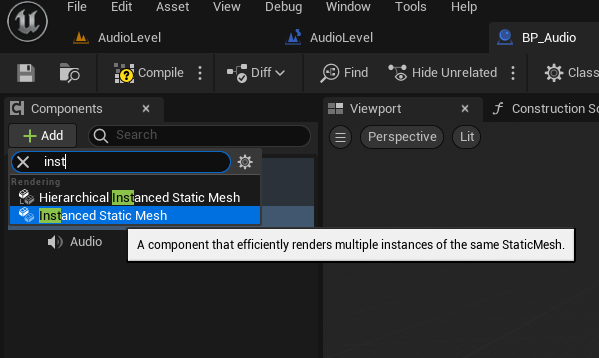 File Edit Asset View Debug Window Tools Help
AudioLevel AudioLevel BP_Audio
Compile Diff Find Hide Unrelated Class
Components Viewport Construction Sc
Add Search Perspective Lit
inst
Rendering
Hierarchical Instanced Static Mesh
Instanced Static Mesh
Audio
A component that efficiently renders multiple instances of the same StaticMesh.